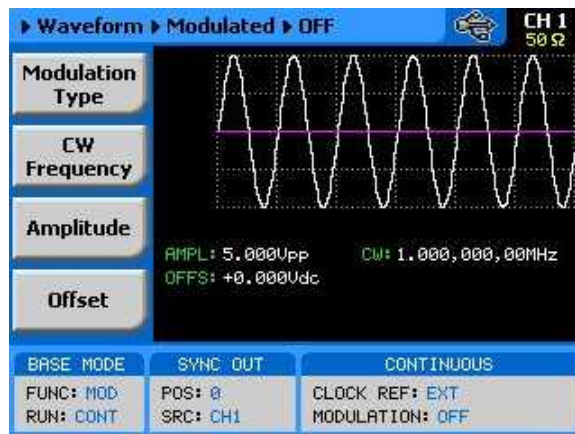 Waveform Modulated OFF
CH 1
50 Ω
Modulation
Type
CW
Frequency
Amplitude
Offset
AMPL: 5.000Vpp CW: 1.000,000,00MHz
OFFS: +0.000Vdc
BASE MODE
FUNC: MOD
RUN: CONT
SYNC OUT
POS: 0
SRC: CH1
CONTINUOUS
CLOCK REF: EXT
MODULATION: OFF